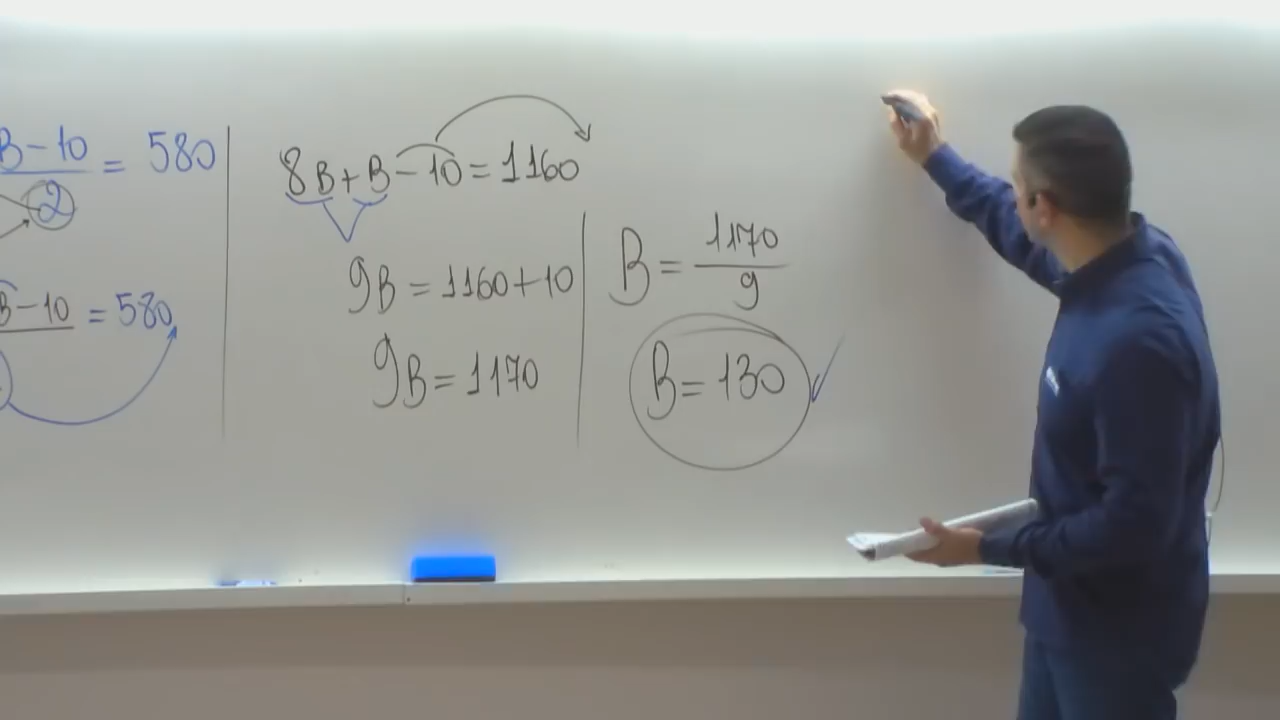 B-10/2 = 580
B-10 = 580
8B+B-10=1160
9B = 1160+10
9B=1170
B = 1170/9
B=130